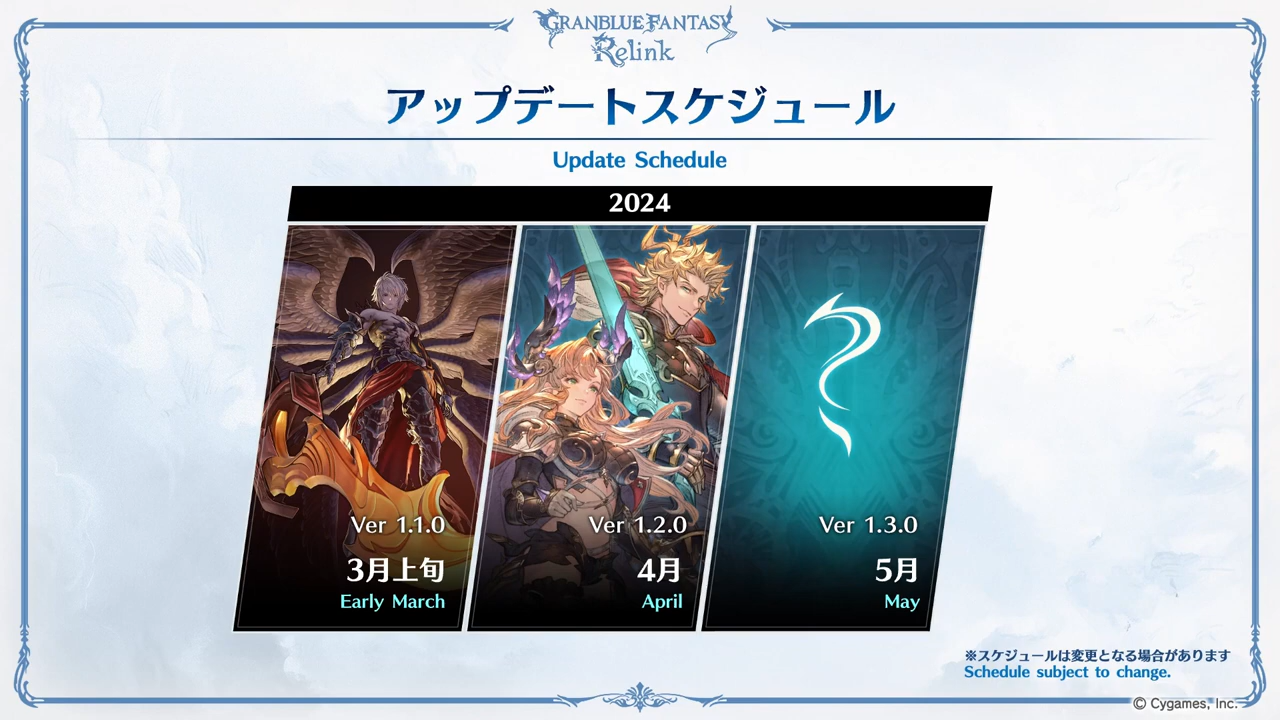 GRANBLUE FANTASY
Relink
アップデートスケジュール
Update Schedule
2024
Ver 1.1.0
3月上旬
Early March
Ver 1.2.0
4月
April
Ver 1.3.0
5月
May
※スケジュールは変更となる場合があります
Schedule subject to change.
© Cygames, Inc.